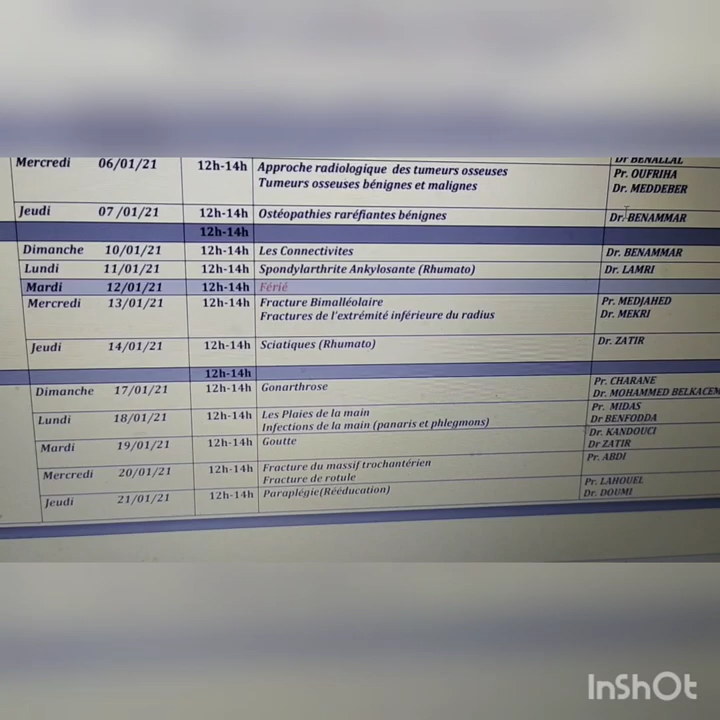 Dr BENALLAL
Mercredi 06/01/21 12h-14h Approche radiologique des tumeurs osseuses Pr. OUFRIHA
Tumeurs osseuses bénignes et malignes Dr. MEDDEBER
Jeudi 07 /01/21 12h-14h Ostéopathies raréfiantes bénignes Dr. BENAMMAR
12h-14h
Dimanche 10/01/21 12h-14h Les Connectivites Dr. BENAMMAR
Lundi 11/01/21 12h-14h Spondylarthrite Ankylosante (Rhumato) Dr. LAMRI
Mardi 12/01/21 12h-14h Férié
Mercredi 13/01/21 12h-14h Fracture Bimalléolaire Pr. MEDJAHED
Fractures de l'extrémité inférieure du radius Dr. MEKRI
Jeudi 14/01/21 12h-14h Sciatiques (Rhumato) Dr. ZATIR
12h-14h
Dimanche 17/01/21 12h-14h Gonarthrose Pr. CHARANE
Dr. MOHAMMED BELKACEM
Lundi 18/01/21 12h-14h Les Plaies de la main Pr. MIDAS
Infections de la main (panaris et phlegmons) Dr BENFODDA
Dr. KANDOUCI
Mardi 19/01/21 12h-14h Goutte Dr ZATIR
Mercredi 20/01/21 12h-14h Fracture du massif trochantérien Pr. ABDI
Fracture de rotule
Jeudi 21/01/21 12h-14h Paraplégie(Rééducation) Pr. LAHOUEL
Dr. DOUMI
InShOt